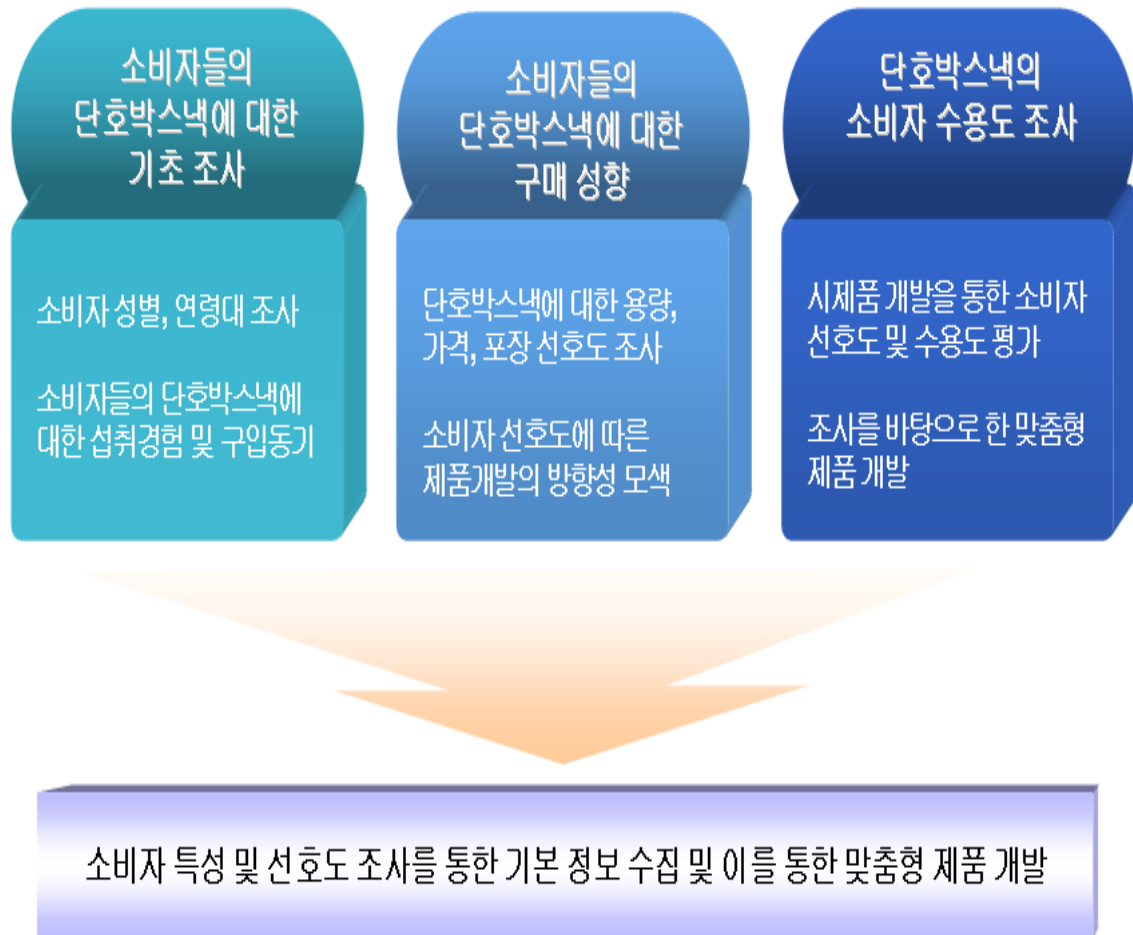 소비자들의
단호박스낵에 대한
기초 조사
소비자 성별, 연령대 조사
소비자들의 단호박스낵에
대한 섭취경험 및 구입동기
소비자들의
단호박스낵에 대한
구매 성향
단호박스낵에 대한 용량,
가격, 포장 선호도 조사
소비자 선호도에 따른
제품개발의 방향성 모색
단호박스낵의
소비자 수용도 조사
시제품 개발을 통한 소비자
선호도 및 수용도 평가
조사를 바탕으로 한 맞춤형
제품 개발
소비자 특성 및 선호도 조사를 통한 기본 정보 수집 및 이를 통한 맞춤형 제품 개발